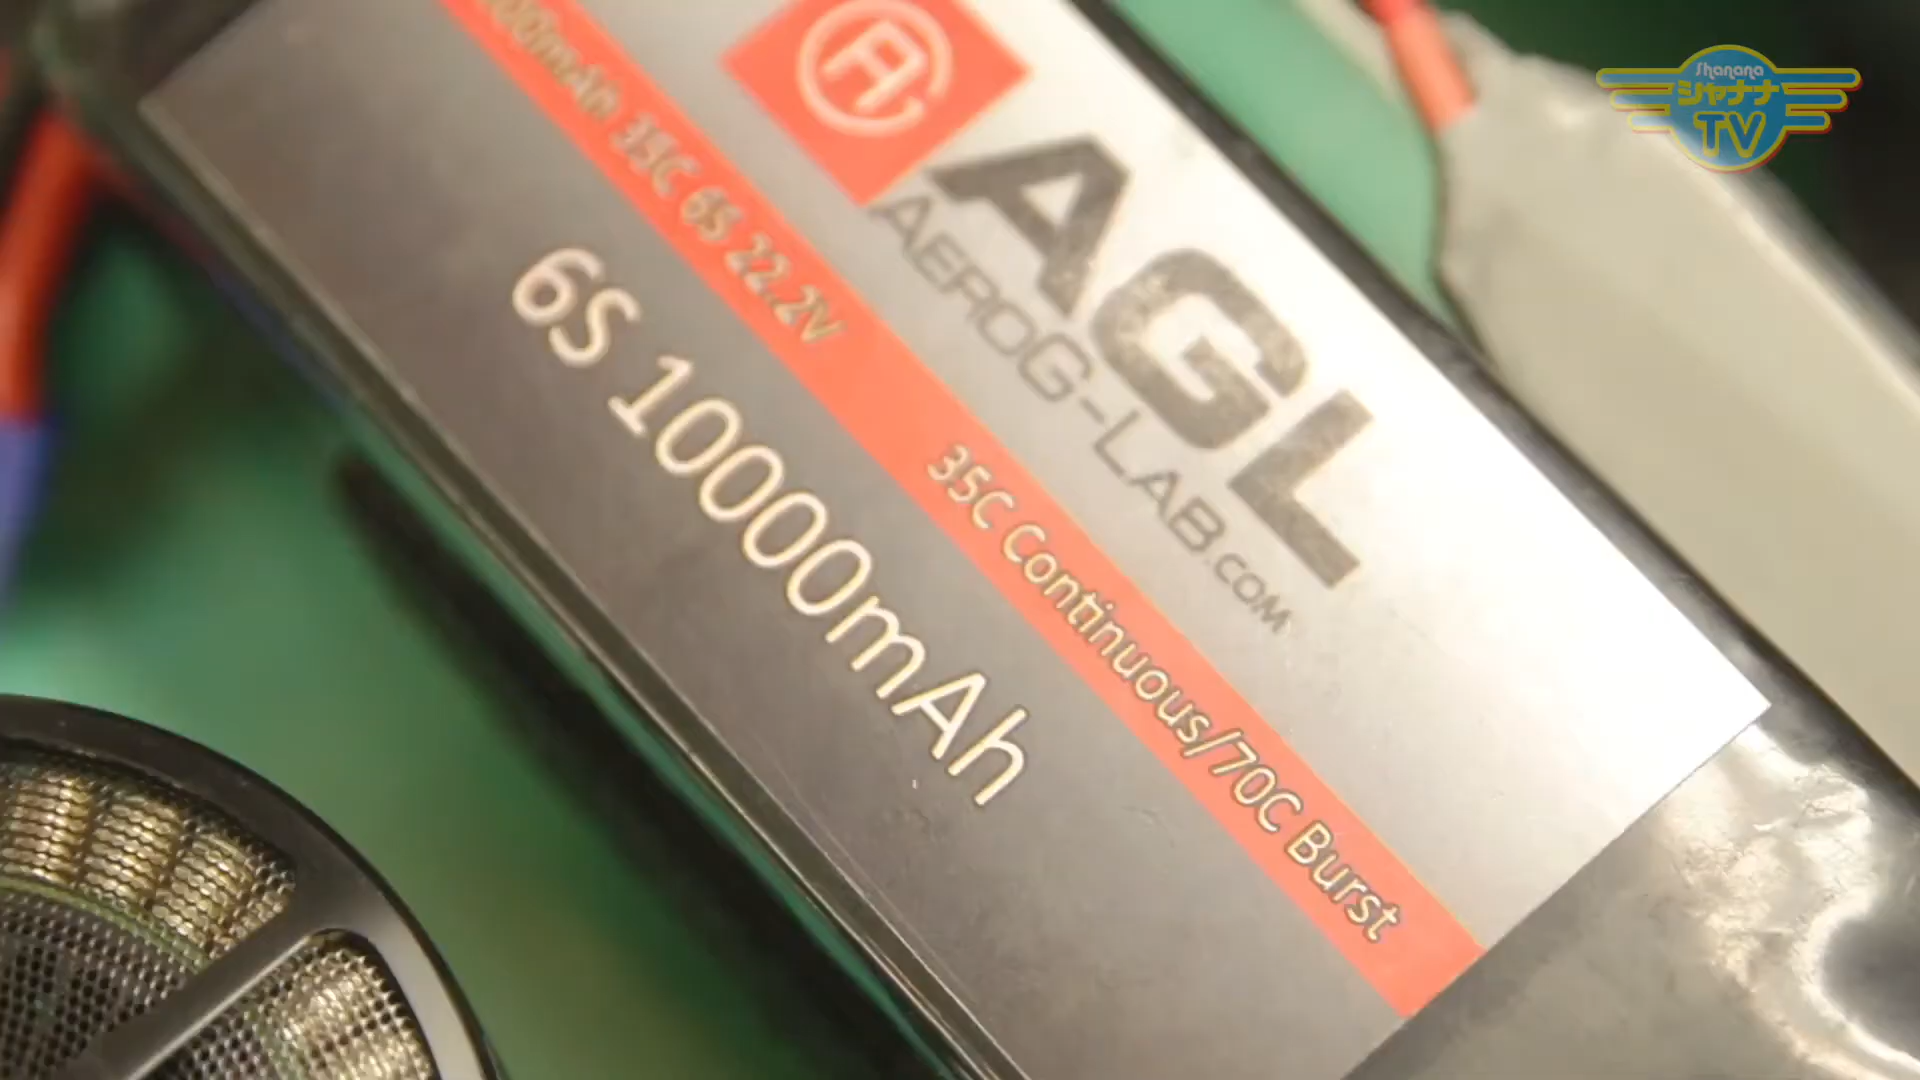 A
AGL
AEROG-LAB.COM
35C 6S 22.2V
35C Continuous/70C Burst
6S 10000mAh
Shanana
シャナナ
TV